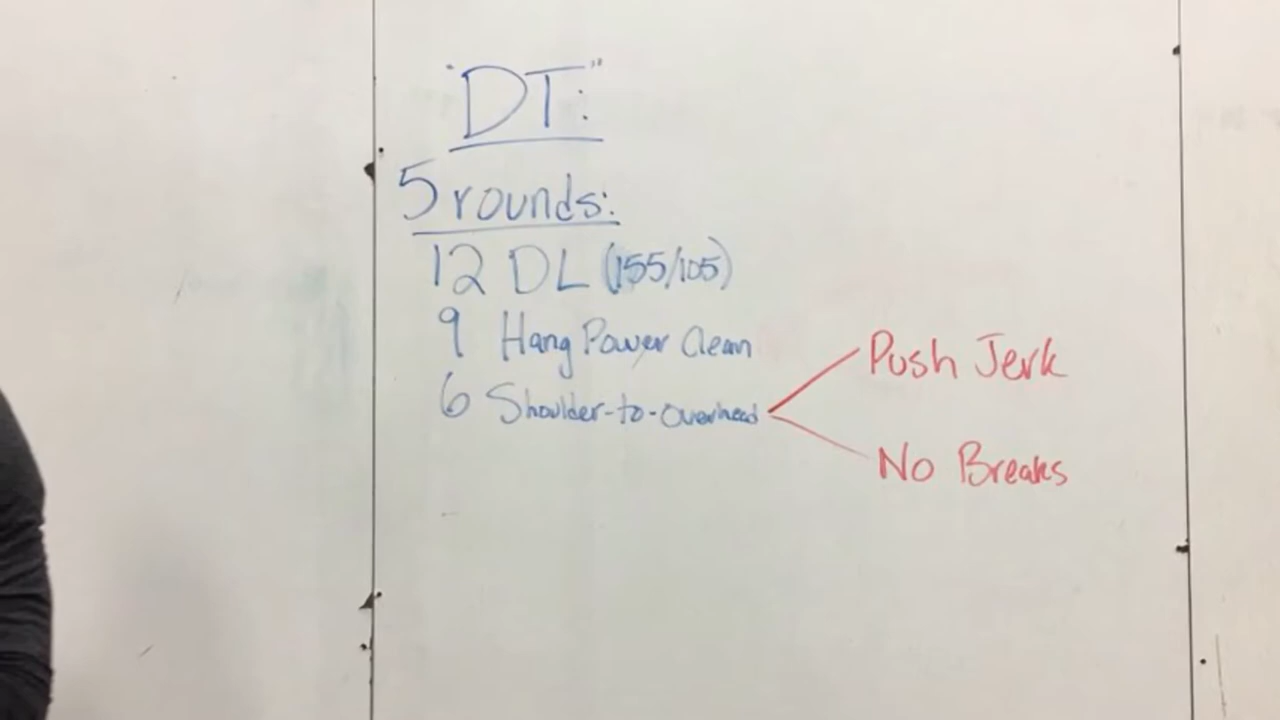 "DT:"
5 rounds:
12 DL (155/105)
9 Hang Power Clean
6 Shoulder-to-Overhead
Push Jerk
No Breaks